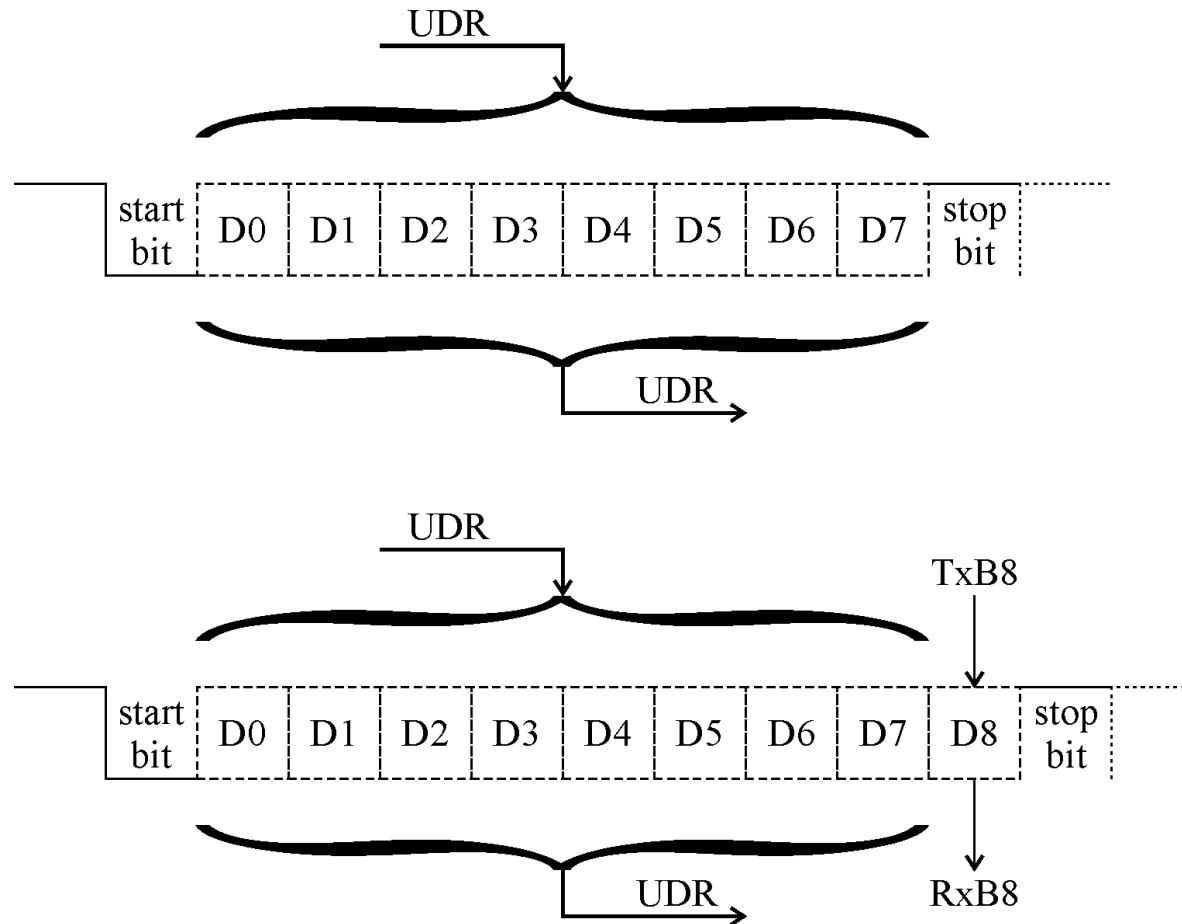 UDR
start bit D0 D1 D2 D3 D4 D5 D6 D7 stop bit
UDR
UDR
TxB8
start bit D0 D1 D2 D3 D4 D5 D6 D7 D8 stop bit
UDR
RxB8